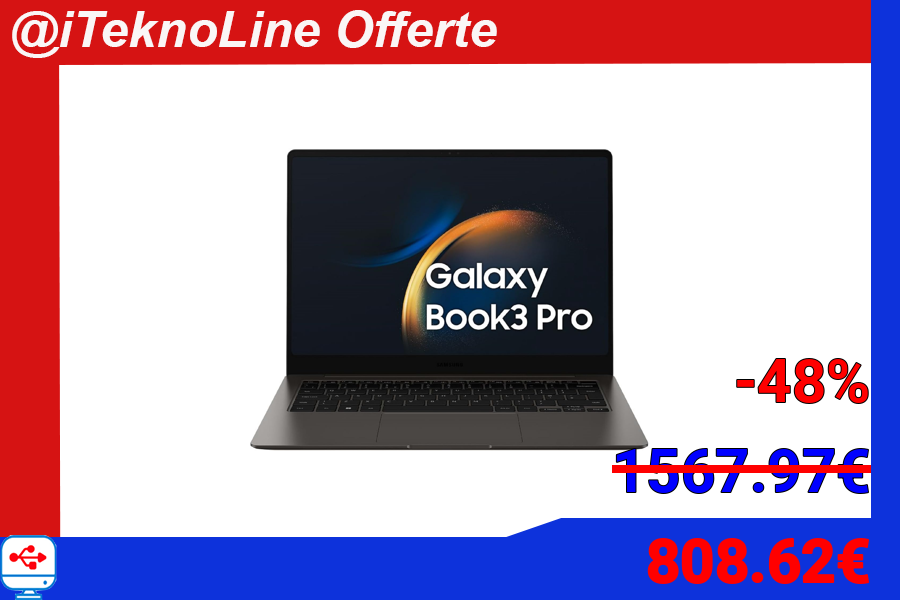 @iTeknoLine Offerte
Galaxy
Book3 Pro
-48%
1567.97€
808.62€